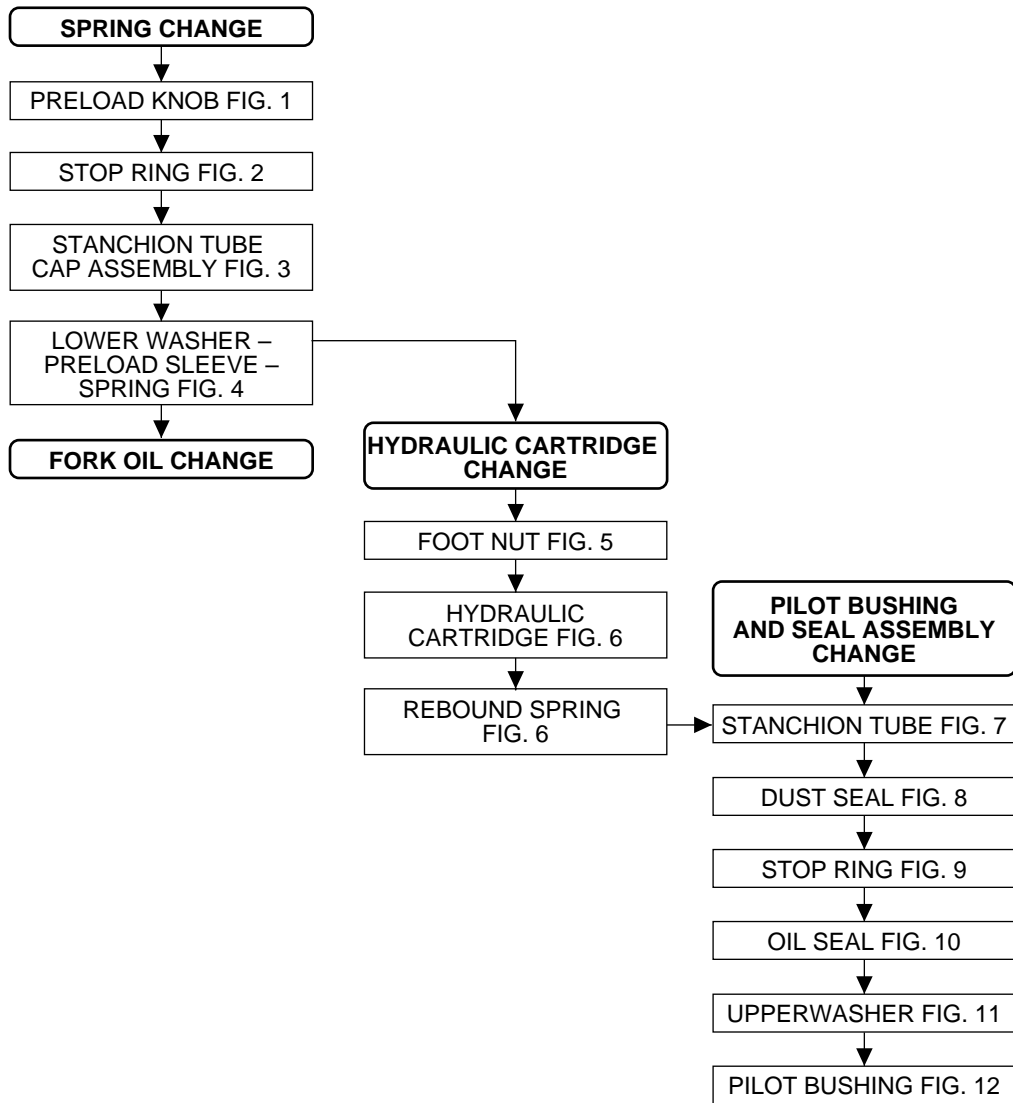 SPRING CHANGE
PRELOAD KNOB FIG. 1
STOP RING FIG. 2
STANCHION TUBE
CAP ASSEMBLY FIG. 3
LOWER WASHER –
PRELOAD SLEEVE –
SPRING FIG. 4
FORK OIL CHANGE
HYDRAULIC CARTRIDGE
CHANGE
FOOT NUT FIG. 5
HYDRAULIC
CARTRIDGE FIG. 6
REBOUND SPRING
FIG. 6
PILOT BUSHING
AND SEAL ASSEMBLY
CHANGE
STANCHION TUBE FIG. 7
DUST SEAL FIG. 8
STOP RING FIG. 9
OIL SEAL FIG. 10
UPPERWASHER FIG. 11
PILOT BUSHING FIG. 12